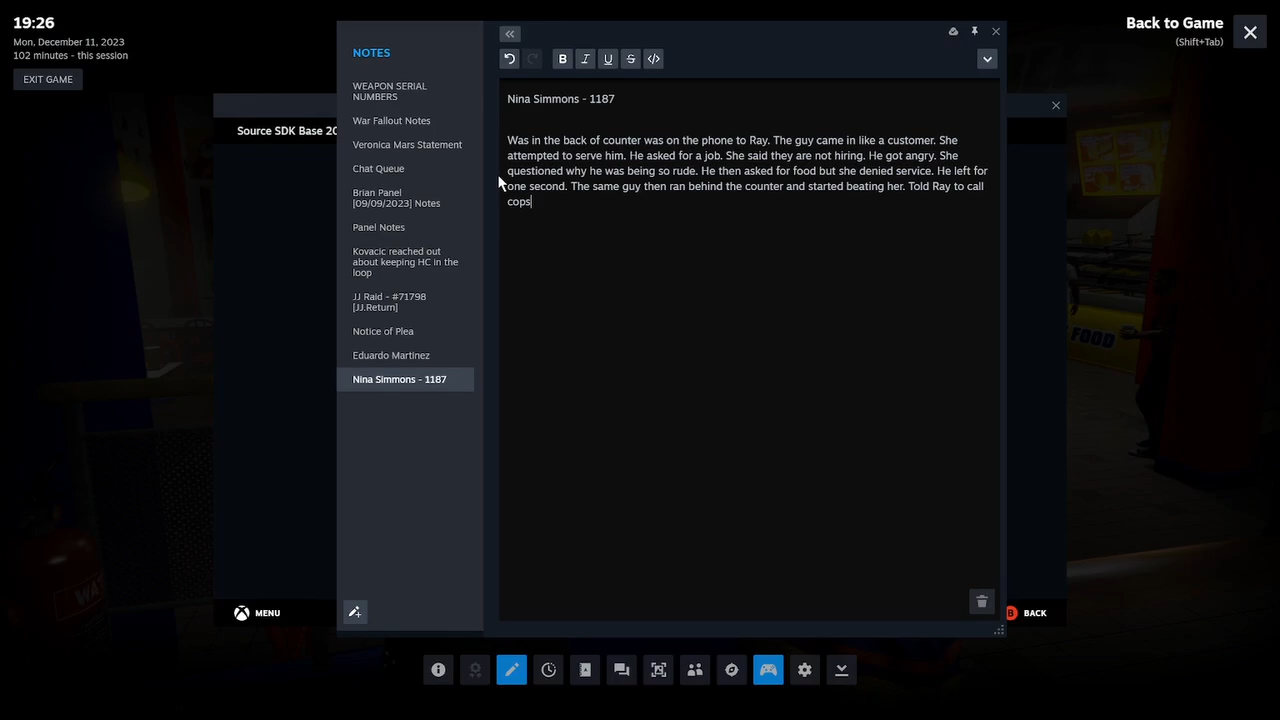 19:26
Mon, December 11, 2023
102 minutes - this session
EXIT GAME
Back to Game
(Shift+Tab)
Source SDK Base 20
NOTES
WEAPON SERIAL
NUMBERS
War Fallout Notes
Veronica Mars Statement
Chat Queue
Brian Panel
[09/09/2023] Notes
Panel Notes
Kovacic reached out
about keeping HC in the
loop
JJ Raid - #71798
[JJ.Return]
Notice of Plea
Eduardo Martinez
Nina Simmons - 1187
B I U S </>
Nina Simmons - 1187
Was in the back of counter was on the phone to Ray. The guy came in like a customer. She
attempted to serve him. He asked for a job. She said they are not hiring. He got angry. She
questioned why he was being so rude. He then asked for food but she denied service. He left for
one second. The same guy then ran behind the counter and started beating her. Told Ray to call
cops
FOOD
MENU
B BACK